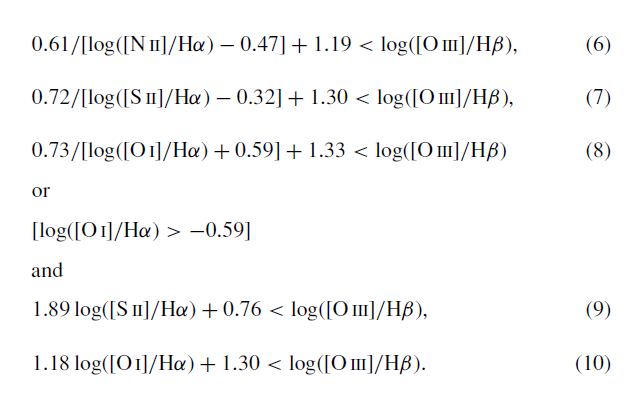 0.61/[log([N II]/Hα) − 0.47] + 1.19 < log([O III]/Hβ), (6)
0.72/[log([S II]/Hα) − 0.32] + 1.30 < log([O III]/Hβ), (7)
0.73/[log([O I]/Hα) + 0.59] + 1.33 < log([O III]/Hβ) (8)
or
[log([O I]/Hα) > −0.59]
and
1.89 log([S II]/Hα) + 0.76 < log([O III]/Hβ), (9)
1.18 log([O I]/Hα) + 1.30 < log([O III]/Hβ). (10)